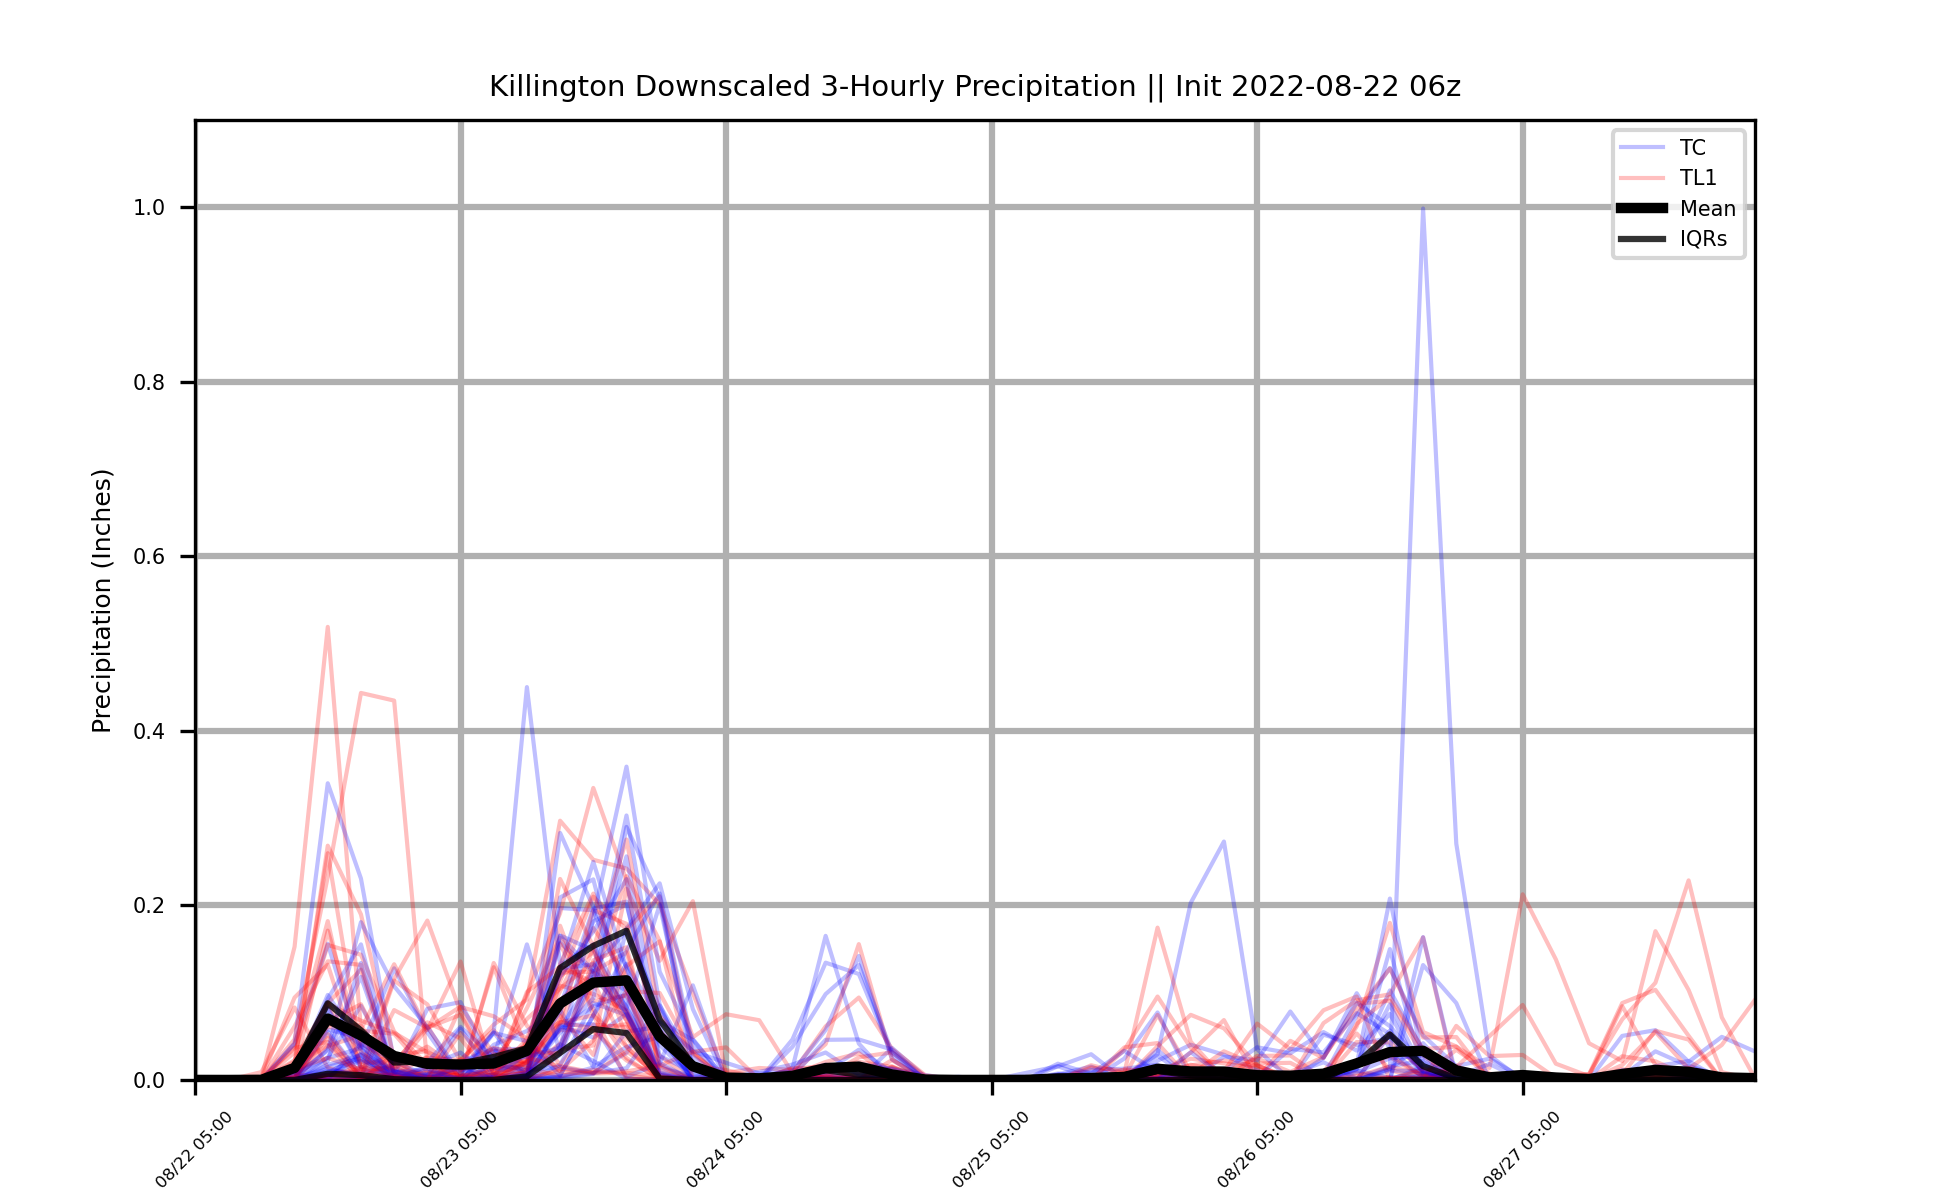 Killington Downscaled 3-Hourly Precipitation || Init 2022-08-22 06z
TC
TL1
Mean
IQRs
Precipitation (Inches)
1.0
0.8
0.6
0.4
0.2
0.0
08/22 05:00
08/23 05:00
08/24 05:00
08/25 05:00
08/26 05:00
08/27 05:00